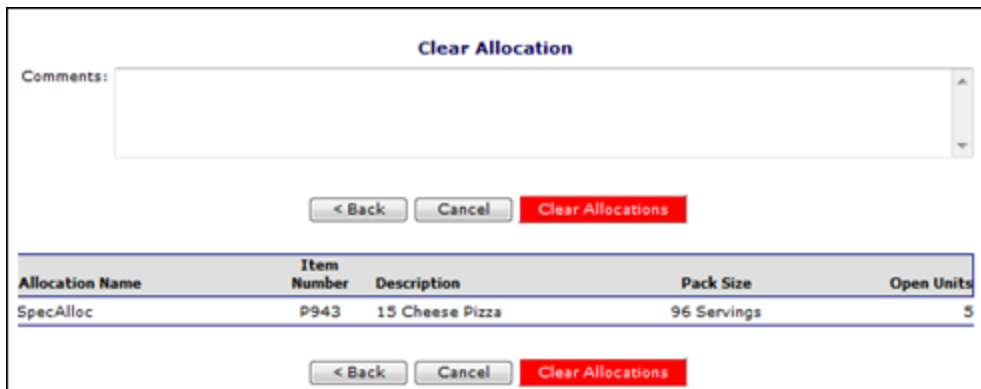 Clear Allocation
Comments:
< Back Cancel Clear Allocations
Allocation Name Item Number Description Pack Size Open Units
SpecAlloc P943 15 Cheese Pizza 96 Servings 5
< Back Cancel Clear Allocations